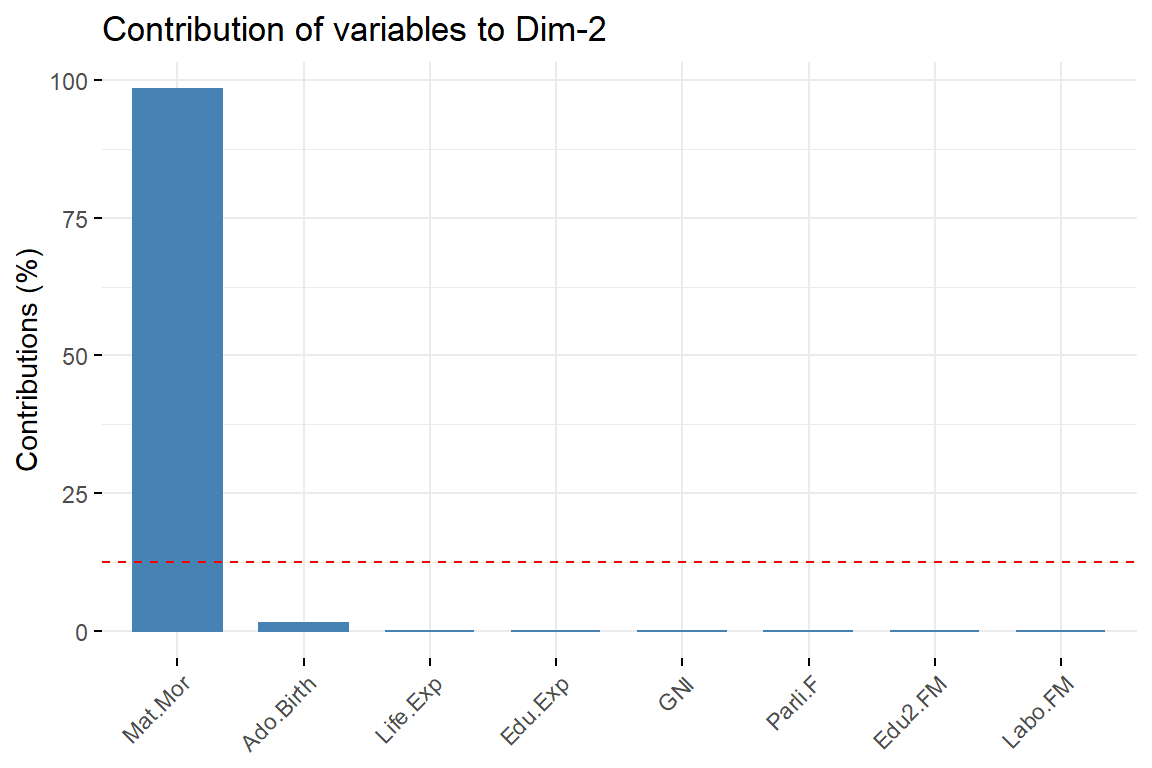 Contribution of variables to Dim-2
Contributions (%)
100
75
50
25
0
Mat.Mor
Ado.Birth
Life.Exp
Edu.Exp
GNI
Parli.F
Edu2.FM
Labo.FM